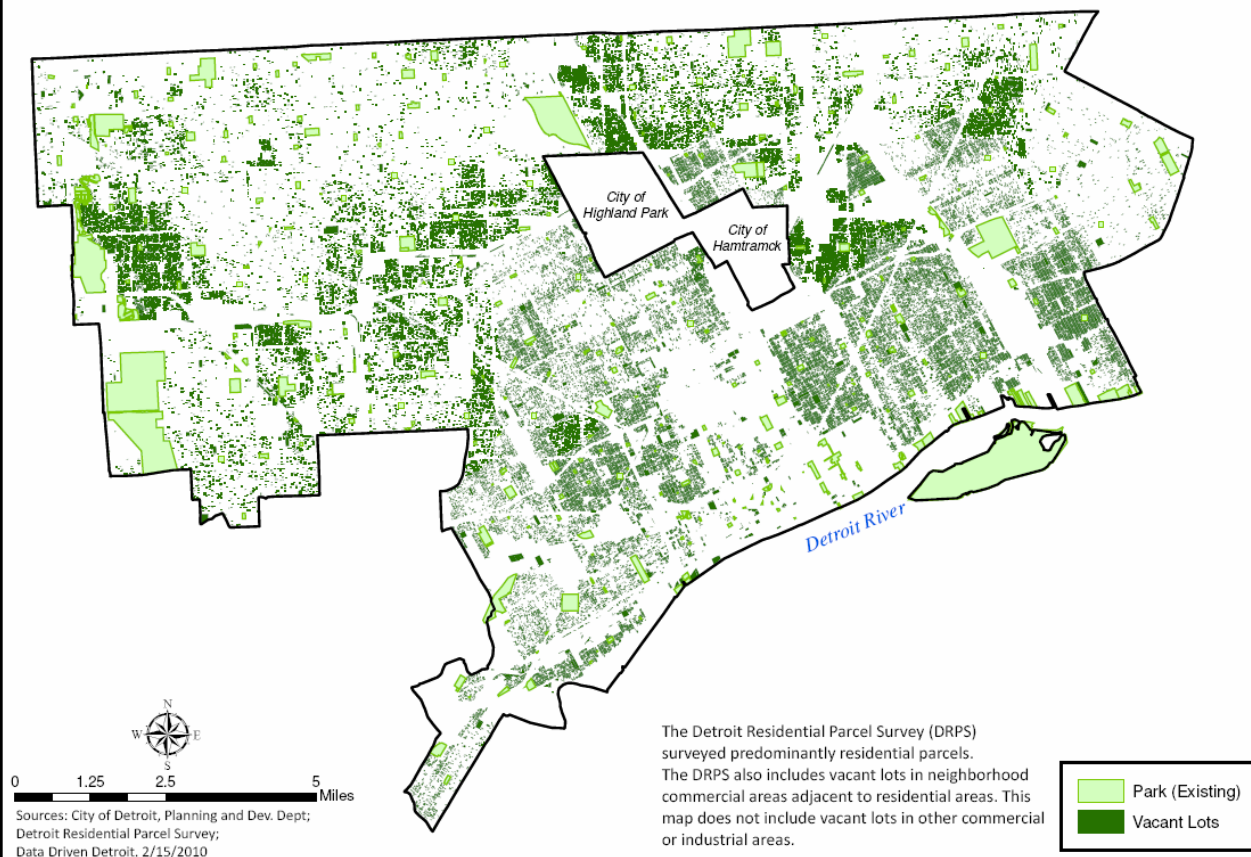 City of
Highland Park
City of
Hamtramck
Detroit River
N
W E
S
0 1.25 2.5 5
Miles
Sources: City of Detroit, Planning and Dev. Dept;
Detroit Residential Parcel Survey;
Data Driven Detroit. 2/15/2010
The Detroit Residential Parcel Survey (DRPS)
surveyed predominantly residential parcels.
The DRPS also includes vacant lots in neighborhood
commercial areas adjacent to residential areas. This
map does not include vacant lots in other commercial
or industrial areas.
Park (Existing)
Vacant Lots